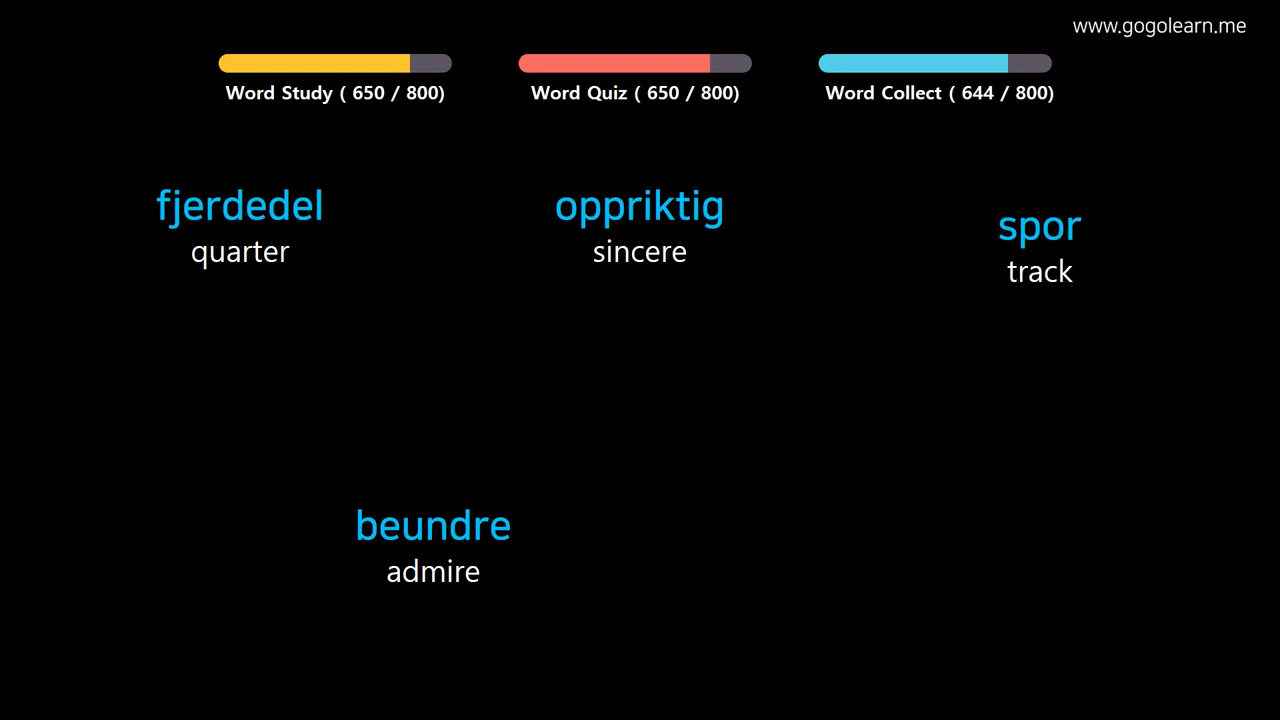 www.gogolearn.me
Word Study ( 650 / 800)
Word Quiz ( 650 / 800)
Word Collect ( 644 / 800)
fjerdedel
quarter
oppriktig
sincere
spor
track
beundre
admire